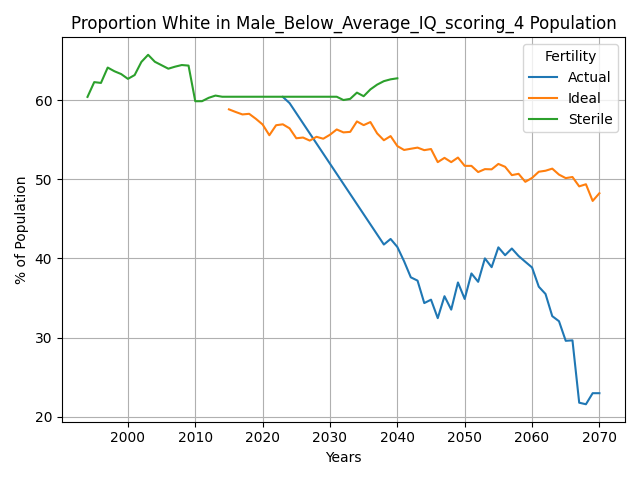 Proportion White in Male_Below_Average_IQ_scoring_4 Population
Fertility
Actual
Ideal
Sterile
% of Population
60
50
40
30
20
2000 2010 2020 2030 2040 2050 2060 2070
Years